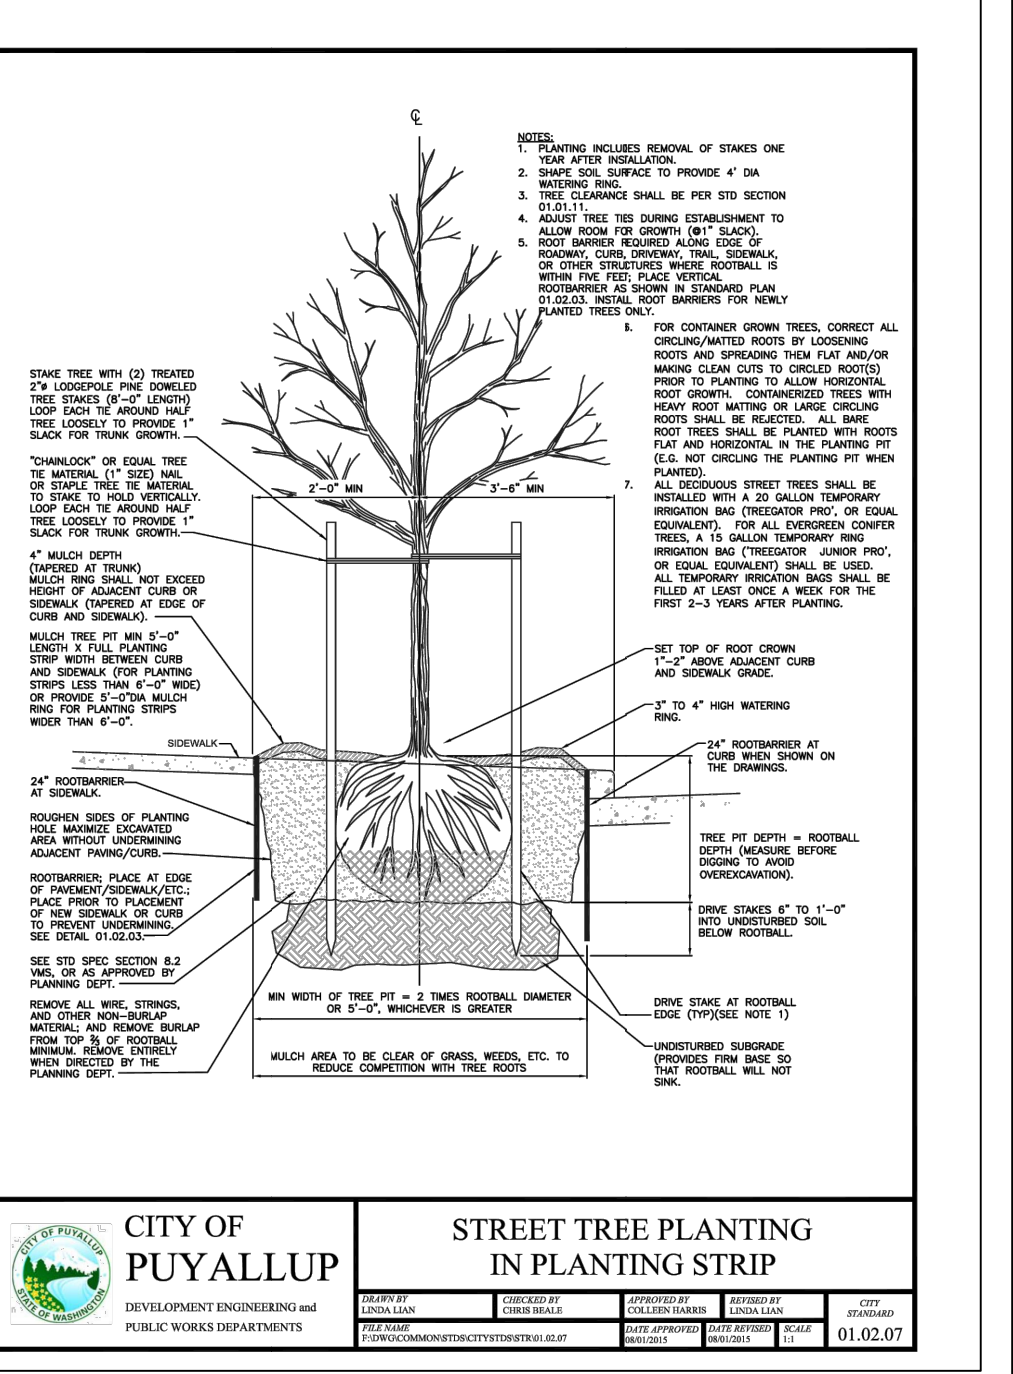 ℄
NOTES:
1. PLANTING INCLUDES REMOVAL OF STAKES ONE
YEAR AFTER INSTALLATION.
2. SHAPE SOIL SURFACE TO PROVIDE 4' DIA
WATERING RING.
3. TREE CLEARANCE SHALL BE PER STD SECTION
01.01.11.
4. ADJUST TREE TIES DURING ESTABLISHMENT TO
ALLOW ROOM FOR GROWTH (@1" SLACK).
5. ROOT BARRIER REQUIRED ALONG EDGE OF
ROADWAY, CURB, DRIVEWAY, TRAIL, SIDEWALK,
OR OTHER STRUCTURES WHERE ROOTBALL IS
WITHIN FIVE FEET; PLACE VERTICAL
ROOTBARRIER AS SHOWN IN STANDARD PLAN
01.02.03. INSTALL ROOT BARRIERS FOR NEWLY
PLANTED TREES ONLY.
6. FOR CONTAINER GROWN TREES, CORRECT ALL
CIRCLING/MATTED ROOTS BY LOOSENING
ROOTS AND SPREADING THEM FLAT AND/OR
MAKING CLEAN CUTS TO CIRCLED ROOT(S)
PRIOR TO PLANTING TO ALLOW HORIZONTAL
ROOT GROWTH. CONTAINERIZED TREES WITH
HEAVY ROOT MATTING OR LARGE CIRCLING
ROOTS SHALL BE REJECTED. ALL BARE
ROOT TREES SHALL BE PLANTED WITH ROOTS
FLAT AND HORIZONTAL IN THE PLANTING PIT
(E.G. NOT CIRCLING THE PLANTING PIT WHEN
PLANTED).
7. ALL DECIDUOUS STREET TREES SHALL BE
INSTALLED WITH A 20 GALLON TEMPORARY
IRRIGATION BAG (TREEGATOR PRO', OR EQUAL
EQUIVALENT). FOR ALL EVERGREEN CONIFER
TREES, A 15 GALLON TEMPORARY RING
IRRIGATION BAG ('TREEGATOR JUNIOR PRO',
OR EQUAL EQUIVALENT) SHALL BE USED.
ALL TEMPORARY IRRICATION BAGS SHALL BE
FILLED AT LEAST ONCE A WEEK FOR THE
FIRST 2-3 YEARS AFTER PLANTING.
STAKE TREE WITH (2) TREATED
2"ø LODGEPOLE PINE DOWELED
TREE STAKES (8'-0" LENGTH)
LOOP EACH TIE AROUND HALF
TREE LOOSELY TO PROVIDE 1"
SLACK FOR TRUNK GROWTH.
"CHAINLOCK" OR EQUAL TREE
TIE MATERIAL (1" SIZE) NAIL
OR STAPLE TREE TIE MATERIAL
TO STAKE TO HOLD VERTICALLY.
LOOP EACH TIE AROUND HALF
TREE LOOSELY TO PROVIDE 1"
SLACK FOR TRUNK GROWTH.
4" MULCH DEPTH
(TAPERED AT TRUNK)
MULCH RING SHALL NOT EXCEED
HEIGHT OF ADJACENT CURB OR
SIDEWALK (TAPERED AT EDGE OF
CURB AND SIDEWALK).
MULCH TREE PIT MIN 5'-0"
LENGTH X FULL PLANTING
STRIP WIDTH BETWEEN CURB
AND SIDEWALK (FOR PLANTING
STRIPS LESS THAN 6'-0" WIDE)
OR PROVIDE 5'-0"DIA MULCH
RING FOR PLANTING STRIPS
WIDER THAN 6'-0".
SIDEWALK
24" ROOTBARRIER
AT SIDEWALK.
ROUGHEN SIDES OF PLANTING
HOLE MAXIMIZE EXCAVATED
AREA WITHOUT UNDERMINING
ADJACENT PAVING/CURB.
ROOTBARRIER; PLACE AT EDGE
OF PAVEMENT/SIDEWALK/ETC.;
PLACE PRIOR TO PLACEMENT
OF NEW SIDEWALK OR CURB
TO PREVENT UNDERMINING.
SEE DETAIL 01.02.03.
SEE STD SPEC SECTION 8.2
VMS, OR AS APPROVED BY
PLANNING DEPT.
REMOVE ALL WIRE, STRINGS,
AND OTHER NON-BURLAP
MATERIAL; AND REMOVE BURLAP
FROM TOP ⅔ OF ROOTBALL
MINIMUM. REMOVE ENTIRELY
WHEN DIRECTED BY THE
PLANNING DEPT.
2'-0" MIN
3'-6" MIN
SET TOP OF ROOT CROWN
1"-2" ABOVE ADJACENT CURB
AND SIDEWALK GRADE.
3" TO 4" HIGH WATERING
RING.
24" ROOTBARRIER AT
CURB WHEN SHOWN ON
THE DRAWINGS.
TREE PIT DEPTH = ROOTBALL
DEPTH (MEASURE BEFORE
DIGGING TO AVOID
OVEREXCAVATION).
DRIVE STAKES 6" TO 1'-0"
INTO UNDISTURBED SOIL
BELOW ROOTBALL.
DRIVE STAKE AT ROOTBALL
EDGE (TYP)(SEE NOTE 1)
UNDISTURBED SUBGRADE
(PROVIDES FIRM BASE SO
THAT ROOTBALL WILL NOT
SINK.
MIN WIDTH OF TREE PIT = 2 TIMES ROOTBALL DIAMETER
OR 5'-0", WHICHEVER IS GREATER
MULCH AREA TO BE CLEAR OF GRASS, WEEDS, ETC. TO
REDUCE COMPETITION WITH TREE ROOTS
CITY OF PUYALLUP
STATE OF WASHINGTON
CITY OF
PUYALLUP
DEVELOPMENT ENGINEERING and
PUBLIC WORKS DEPARTMENTS
STREET TREE PLANTING
IN PLANTING STRIP
DRAWN BY
LINDA LIAN
CHECKED BY
CHRIS BEALE
APPROVED BY
COLLEEN HARRIS
REVISED BY
LINDA LIAN
FILE NAME
F:\DWG\COMMON\STDS\CITYSTDS\STR\01.02.07
DATE APPROVED
08/01/2015
DATE REVISED
08/01/2015
SCALE
1:1
CITY
STANDARD
01.02.07